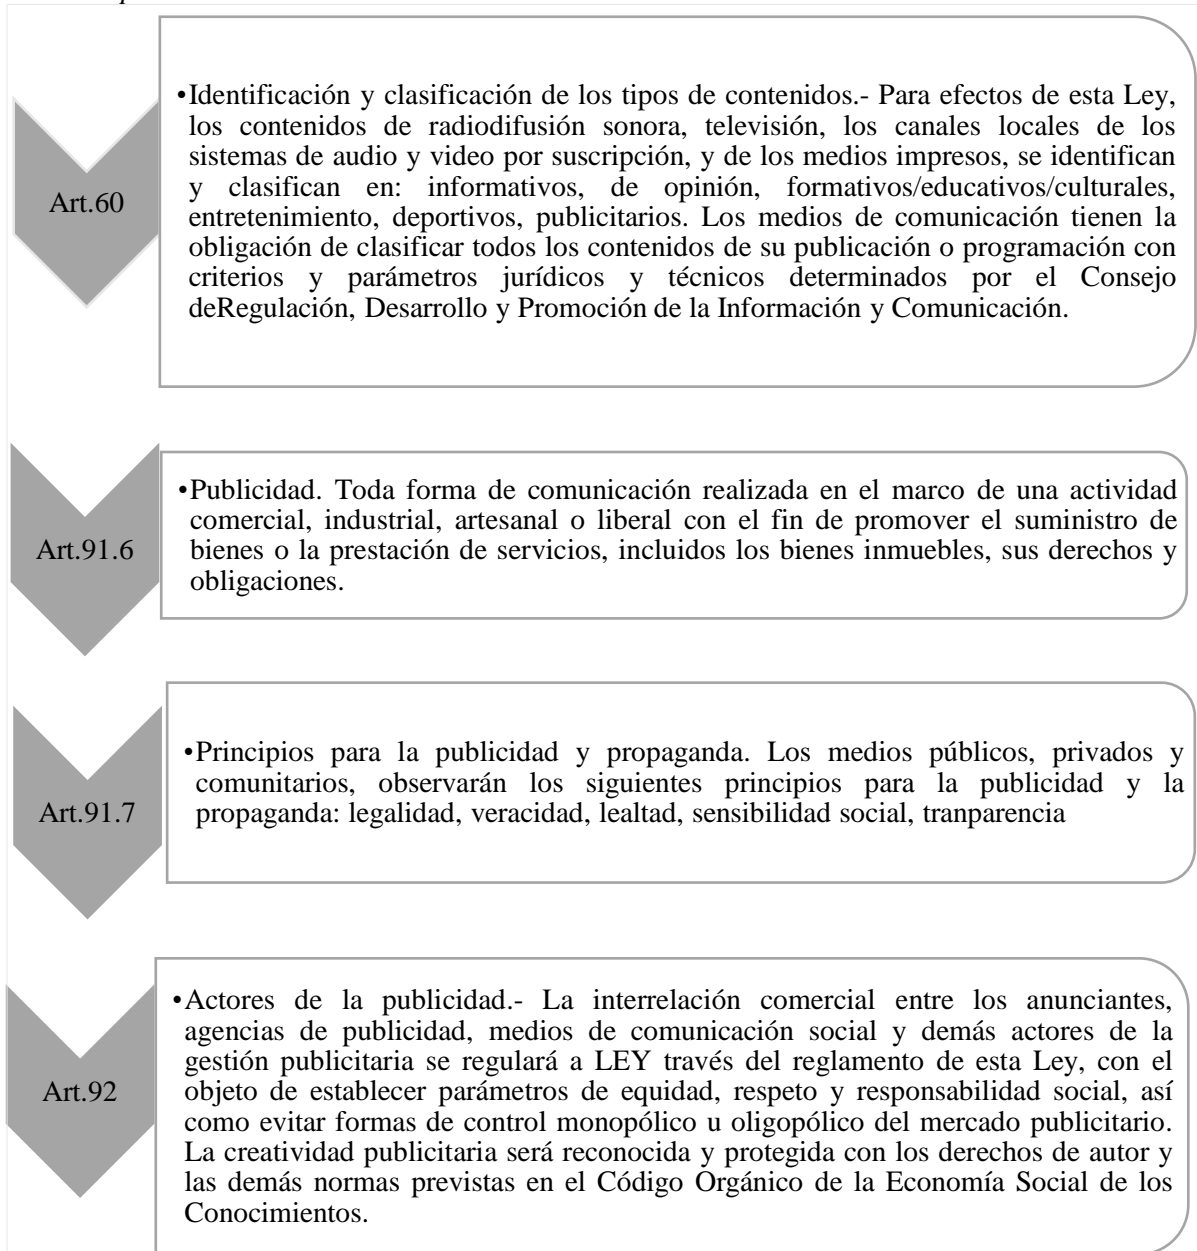 Art.60
•Identificación y clasificación de los tipos de contenidos.- Para efectos de esta Ley,
los contenidos de radiodifusión sonora, televisión, los canales locales de los
sistemas de audio y video por suscripción, y de los medios impresos, se identifican
y clasifican en: informativos, de opinión, formativos/educativos/culturales,
entretenimiento, deportivos, publicitarios. Los medios de comunicación tienen la
obligación de clasificar todos los contenidos de su publicación o programación con
criterios y parámetros jurídicos y técnicos determinados por el Consejo
deRegulación, Desarrollo y Promoción de la Información y Comunicación.
Art.91.6
•Publicidad. Toda forma de comunicación realizada en el marco de una actividad
comercial, industrial, artesanal o liberal con el fin de promover el suministro de
bienes o la prestación de servicios, incluidos los bienes inmuebles, sus derechos y
obligaciones.
Art.91.7
•Principios para la publicidad y propaganda. Los medios públicos, privados y
comunitarios, observarán los siguientes principios para la publicidad y la
propaganda: legalidad, veracidad, lealtad, sensibilidad social, tranparencia
Art.92
•Actores de la publicidad.- La interrelación comercial entre los anunciantes,
agencias de publicidad, medios de comunicación social y demás actores de la
gestión publicitaria se regulará a LEY través del reglamento de esta Ley, con el
objeto de establecer parámetros de equidad, respeto y responsabilidad social, así
como evitar formas de control monopólico u oligopólico del mercado publicitario.
La creatividad publicitaria será reconocida y protegida con los derechos de autor y
las demás normas previstas en el Código Orgánico de la Economía Social de los
Conocimientos.